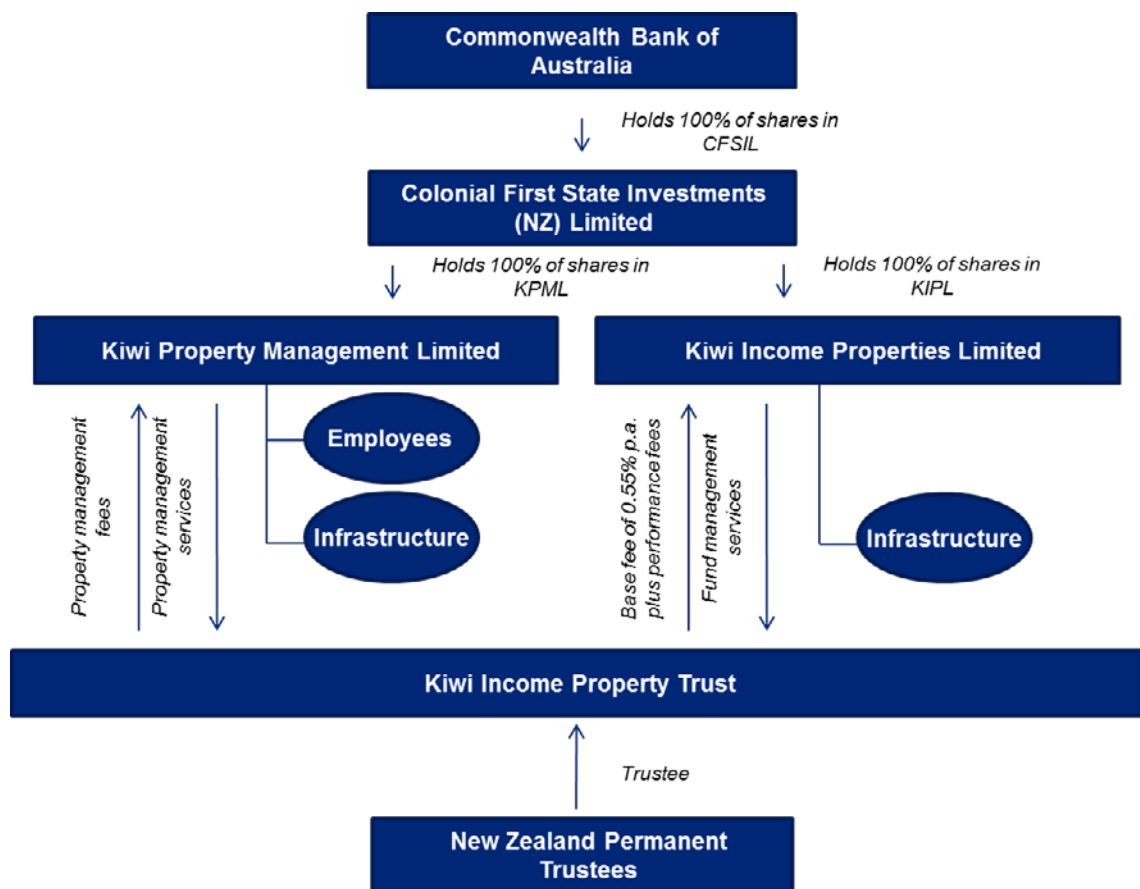 Commonwealth Bank of
Australia
Holds 100% of shares in
CFSIL
Colonial First State Investments
(NZ) Limited
Holds 100% of shares in
KPML
Holds 100% of shares in
KIPL
Kiwi Property Management Limited
Kiwi Income Properties Limited
Property management
fees
Property management
services
Employees
Infrastructure
Base fee of 0.55% p.a.
plus performance fees
Fund management
services
Infrastructure
Kiwi Income Property Trust
Trustee
New Zealand Permanent
Trustees